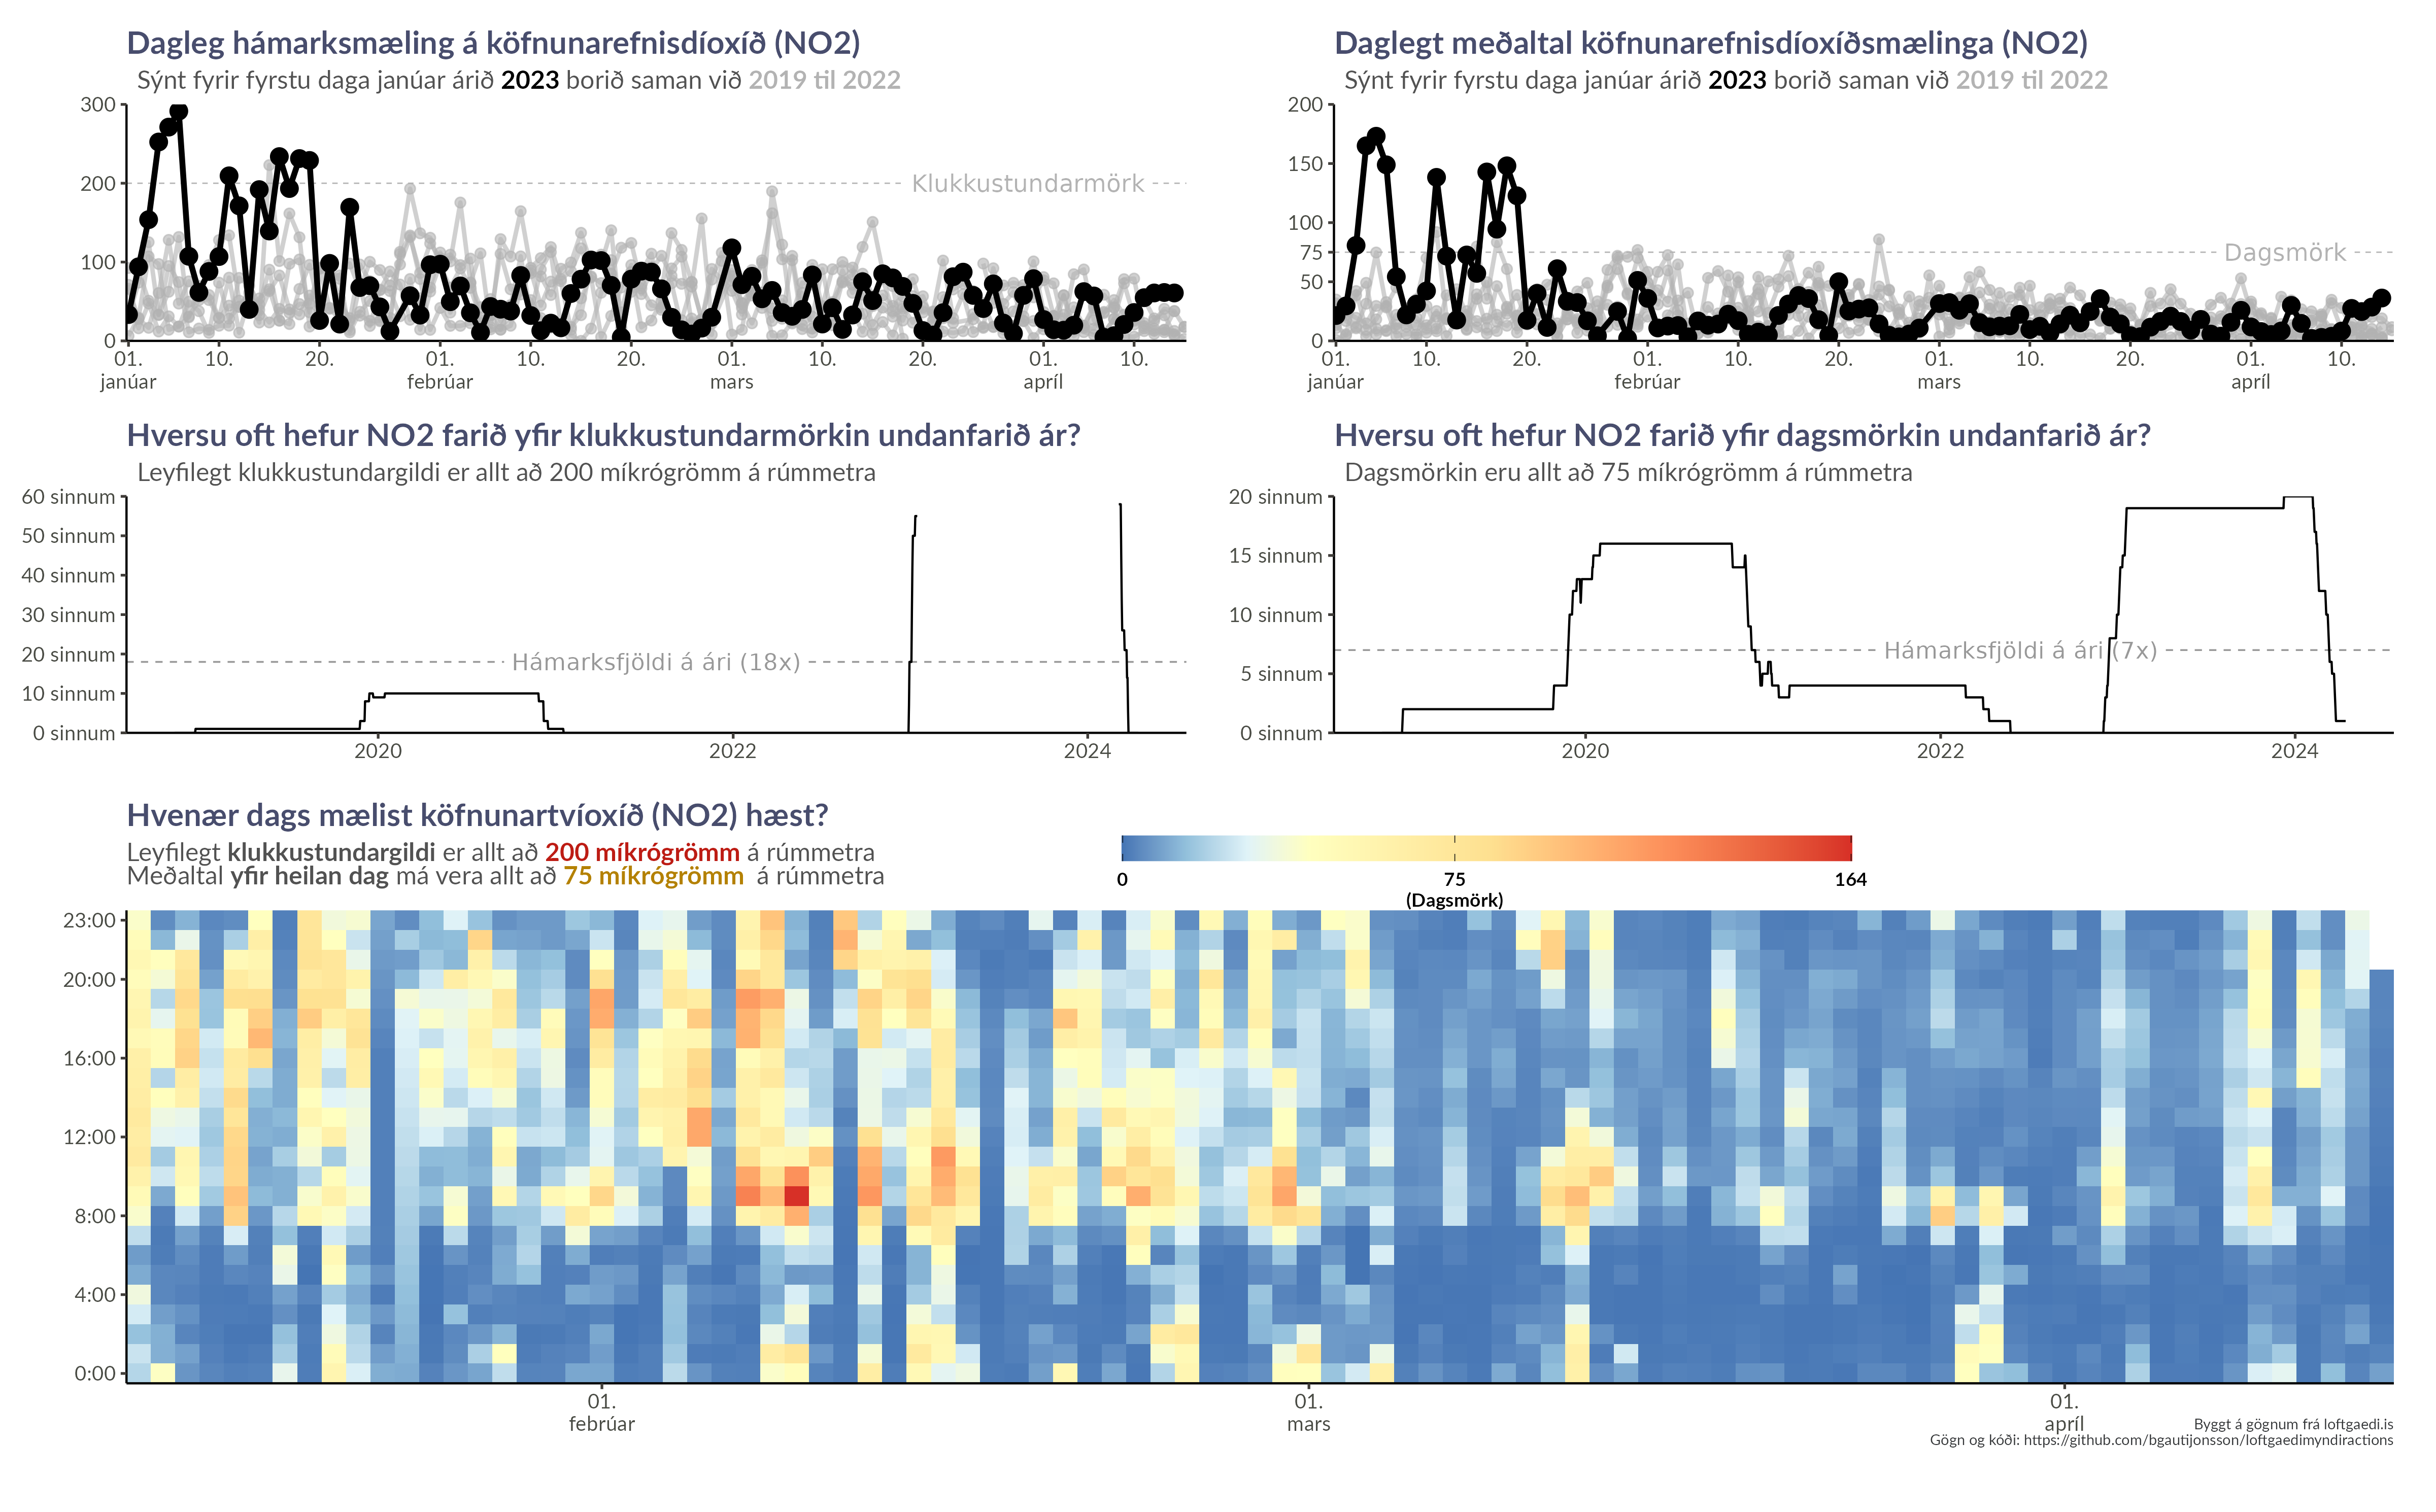 Dagleg hámarksmæling á köfnunarefnisdíoxíð (NO2)
Sýnt fyrir fyrstu daga janúar árið 2023 borið saman við 2019 til 2022
300
200
100
0
Klukkustundarmörk
01. 10. 20. 01. 10. 20. 01. 10. 20. 01. 10.
janúar febrúar mars apríl
Daglegt meðaltal köfnunarefnisdíoxíðsmælinga (NO2)
Sýnt fyrir fyrstu daga janúar árið 2023 borið saman við 2019 til 2022
200
150
100
75
50
0
Dagsmörk
01. 10. 20. 01. 10. 20. 01. 10. 20. 01. 10.
janúar febrúar mars apríl
Hversu oft hefur NO2 farið yfir klukkustundarmörkin undanfarið ár?
Leyfilegt klukkustundargildi er allt að 200 míkrógrömm á rúmmetra
60 sinnum
50 sinnum
40 sinnum
30 sinnum
20 sinnum
10 sinnum
0 sinnum
Hámarksfjöldi á ári (18x)
2020 2022 2024
Hversu oft hefur NO2 farið yfir dagsmörkin undanfarið ár?
Dagsmörkin eru allt að 75 míkrógrömm á rúmmetra
20 sinnum
15 sinnum
10 sinnum
5 sinnum
0 sinnum
Hámarksfjöldi á ári (7x)
2020 2022 2024
Hvenær dags mælist köfnunartvíoxíð (NO2) hæst?
Leyfilegt klukkustundargildi er allt að 200 míkrógrömm á rúmmetra
Meðaltal yfir heilan dag má vera allt að 75 míkrógrömm á rúmmetra
0 75 164
(Dagsmörk)
23:00
20:00
16:00
12:00
8:00
4:00
0:00
01. 01. 01.
febrúar mars apríl
Byggt á gögnum frá loftgaedi.is
Gögn og kóði: https://github.com/bgautijonsson/loftgaedimyndiractions